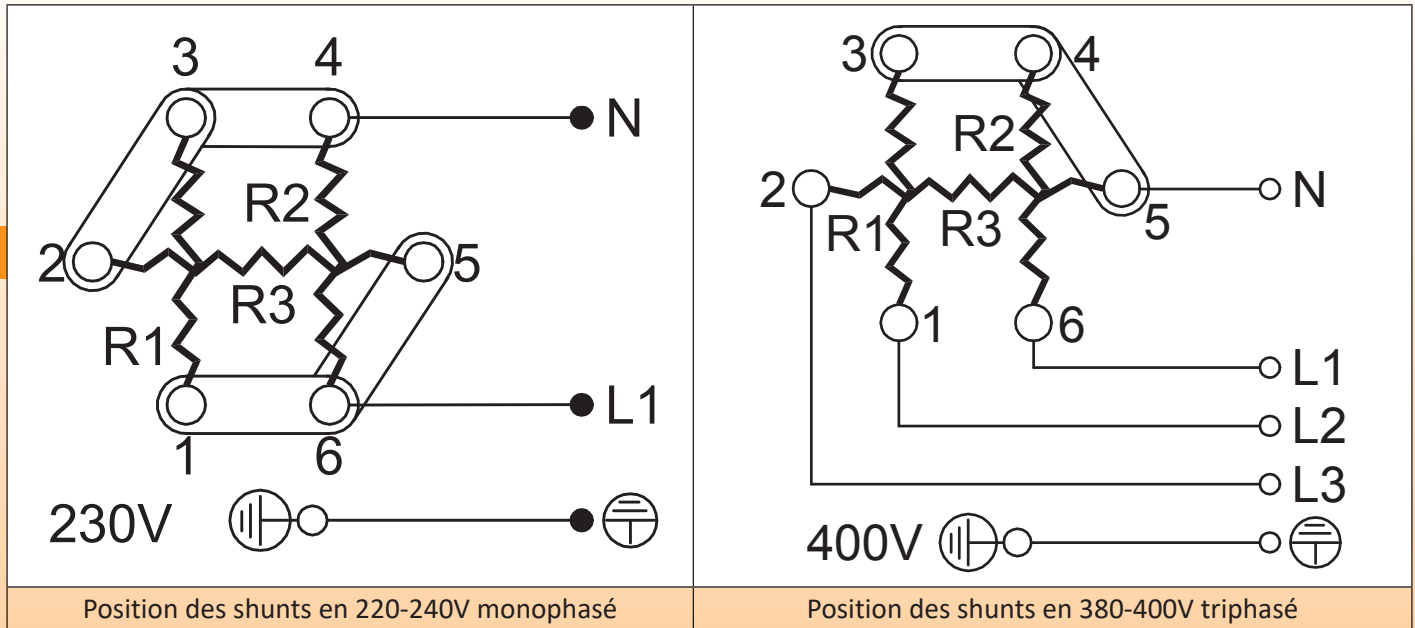 3 4
N
R2
2 5
R3
R1
L1
1 6
230V
Position des shunts en 220-240V monophasé
3 4
R2
2 N
R1 R3 5
1 6
L1
L2
L3
400V
Position des shunts en 380-400V triphasé